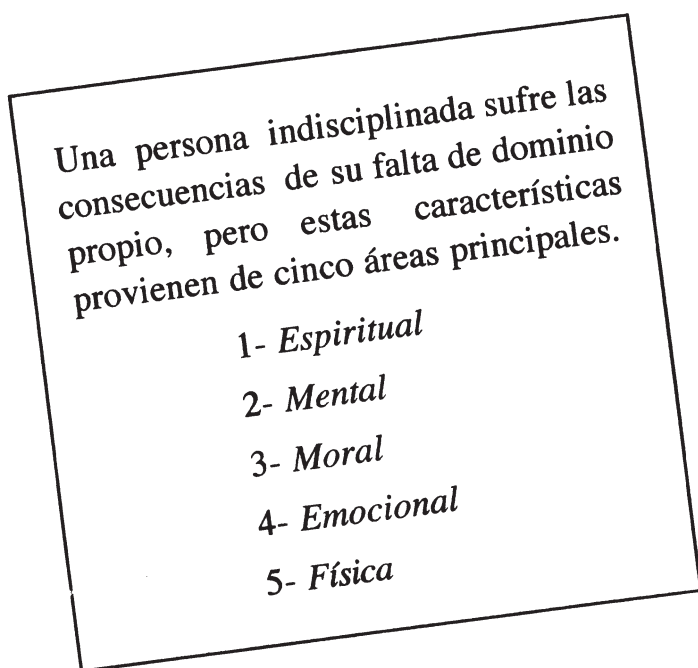 Una persona indisciplinada sufre las
consecuencias de su falta de dominio
propio, pero estas características
provienen de cinco áreas principales.
1- Espiritual
2- Mental
3- Moral
4- Emocional
5- Física